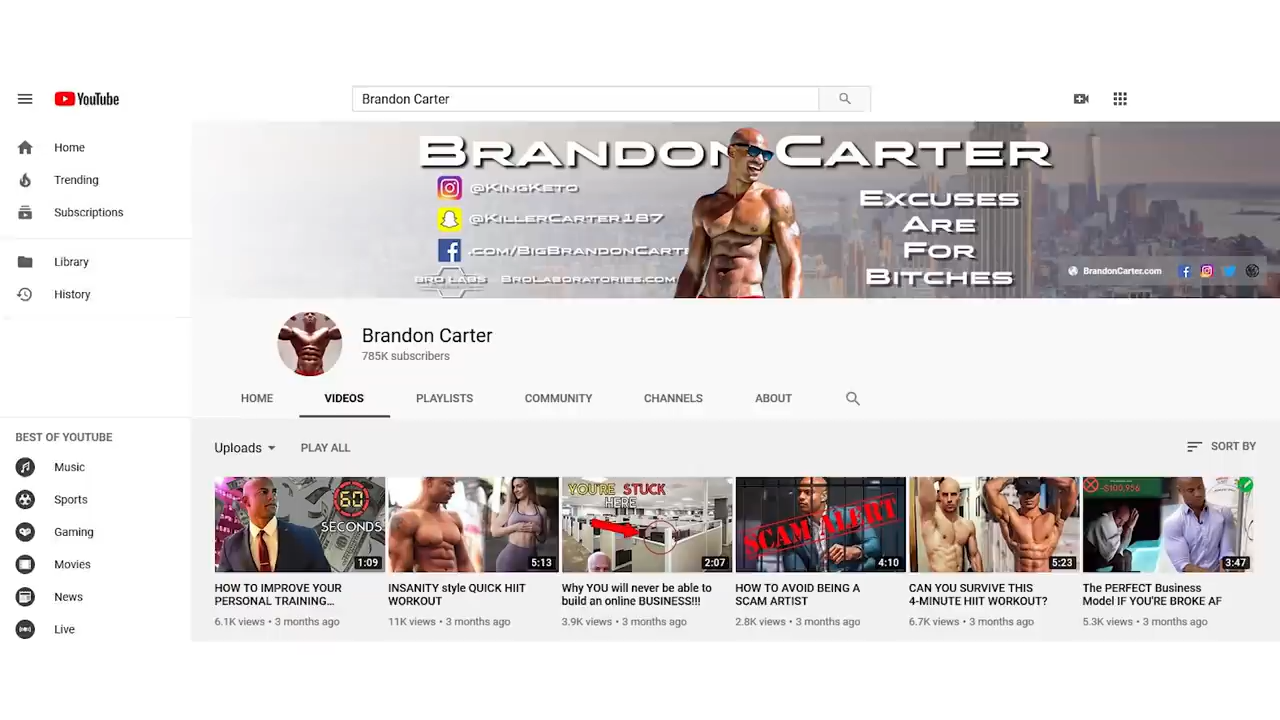 YouTube
Brandon Carter
Home
Trending
Subscriptions
Library
History
BEST OF YOUTUBE
Music
Sports
Gaming
Movies
News
Live
BRANDON CARTER
@KINGKETO
@KILLERCARTER187
.COM/BIGBRANDONCART
BRO LABS BROLABORATORIES.COM
EXCUSES
ARE
FOR
BITCHES
BrandonCarter.com
Brandon Carter
785K subscribers
HOME VIDEOS PLAYLISTS COMMUNITY CHANNELS ABOUT
Uploads PLAY ALL SORT BY
60
SECONDS
1:09
HOW TO IMPROVE YOUR
PERSONAL TRAINING...
6.1K views • 3 months ago
5:13
INSANITY style QUICK HIIT
WORKOUT
11K views • 3 months ago
YOU'RE STUCK
HERE
2:07
Why YOU will never be able to
build an online BUSINESS!!!
3.9K views • 3 months ago
SCAM ALERT
4:10
HOW TO AVOID BEING A
SCAM ARTIST
2.8K views • 3 months ago
5:23
CAN YOU SURVIVE THIS
4-MINUTE HIIT WORKOUT?
6.7K views • 3 months ago
-$100,956
3:47
The PERFECT Business
Model IF YOU'RE BROKE AF
5.3K views • 3 months ago